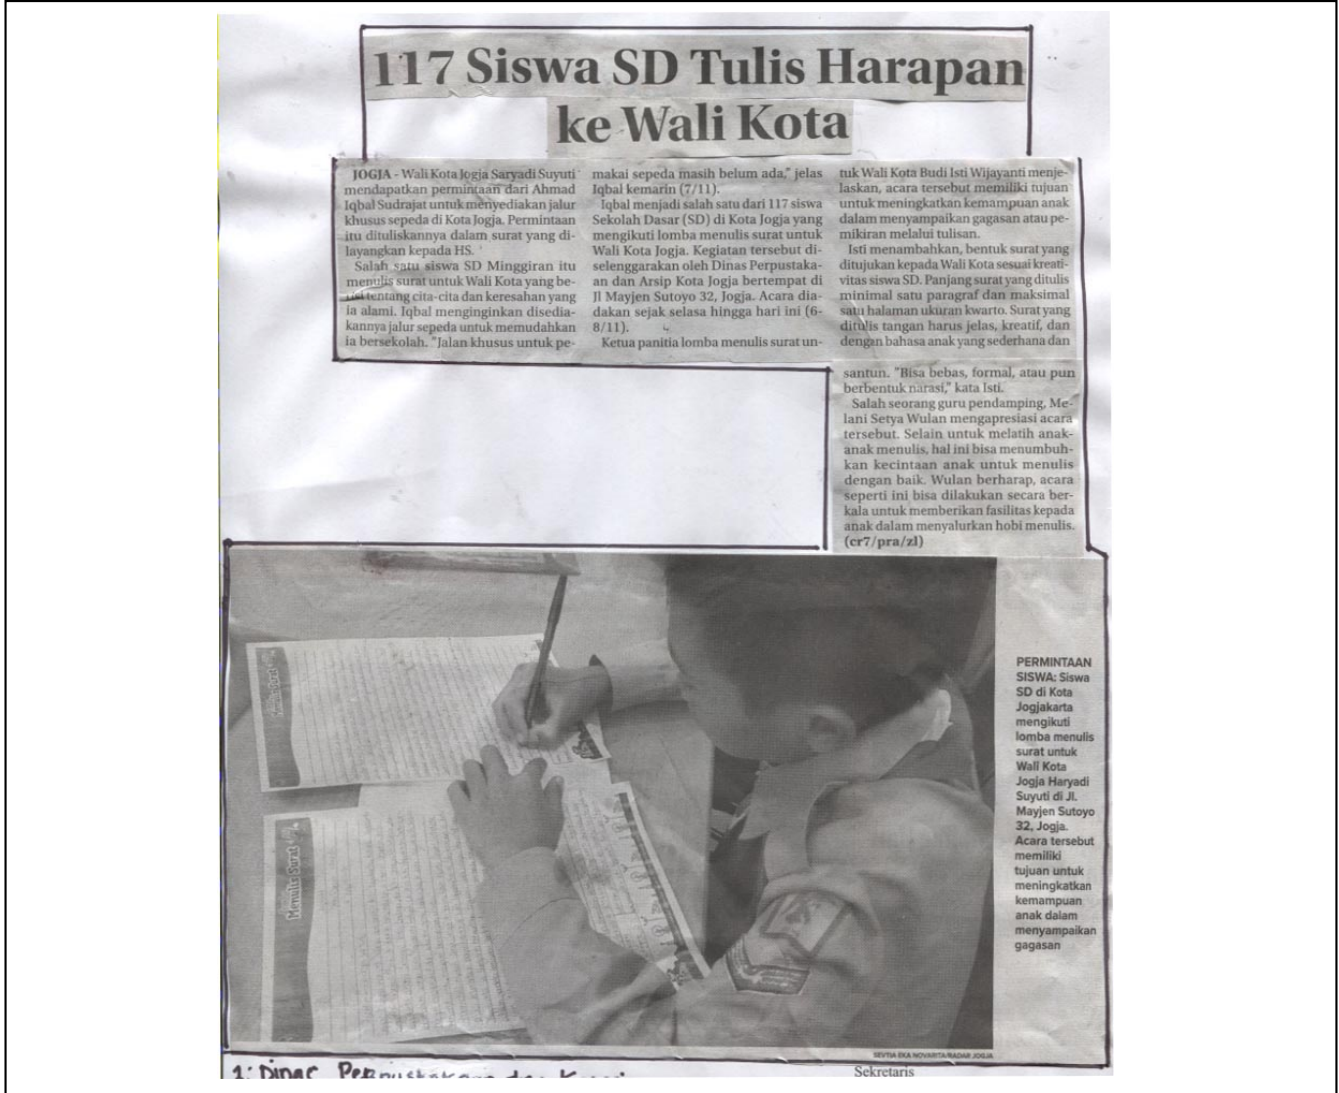 117 Siswa SD Tulis Harapan
ke Wali Kota
JOGJA - Wali Kota Jogja Saryadi Suyuti
mendapatkan permintaan dari Ahmad
Iqbal Sudrajat untuk menyediakan jalur
khusus sepeda di Kota Jogja. Permintaan
itu dituliskannya dalam surat yang di-
layangkan kepada HS.
Salah satu siswa SD Minggiran itu
menulis surat untuk Wali Kota yang be-
risi tentang cita-cita dan keresahan yang
ia alami. Iqbal menginginkan disedia-
kannya jalur sepeda untuk memudahkan
ia bersekolah. "Jalan khusus untuk pe-
makai sepeda masih belum ada," jelas
Iqbal kemarin (7/11).
Iqbal menjadi salah satu dari 117 siswa
Sekolah Dasar (SD) di Kota Jogja yang
mengikuti lomba menulis surat untuk
Wali Kota Jogja. Kegiatan tersebut di-
selenggarakan oleh Dinas Perpustaka-
an dan Arsip Kota Jogja bertempat di
Jl Mayjen Sutoyo 32, Jogja. Acara dia-
dakan sejak selasa hingga hari ini (6-
8/11).
Ketua panitia lomba menulis surat un-
tuk Wali Kota Budi Isti Wijayanti menje-
laskan, acara tersebut memiliki tujuan
untuk meningkatkan kemampuan anak
dalam menyampaikan gagasan atau pe-
mikiran melalui tulisan.
Isti menambahkan, bentuk surat yang
ditujukan kepada Wali Kota sesuai kreati-
vitas siswa SD. Panjang surat yang ditulis
minimal satu paragraf dan maksimal
satu halaman ukuran kwarto. Surat yang
ditulis tangan harus jelas, kreatif, dan
dengan bahasa anak yang sederhana dan
santun. "Bisa bebas, formal, atau pun
berbentuk narasi," kata Isti.
Salah seorang guru pendamping, Me-
lani Setya Wulan mengapresiasi acara
tersebut. Selain untuk melatih anak-
anak menulis, hal ini bisa menumbuh-
kan kecintaan anak untuk menulis
dengan baik. Wulan berharap, acara
seperti ini bisa dilakukan secara ber-
kala untuk memberikan fasilitas kepada
anak dalam menyalurkan hobi menulis.
(cr7/pra/zl)
Menulis Surat
Menulis Surat
PERMINTAAN
SISWA: Siswa
SD di Kota
Jogjakarta
mengikuti
lomba menulis
surat untuk
Wali Kota
Jogja Haryadi
Suyuti di Jl.
Mayjen Sutoyo
32, Jogja.
Acara tersebut
memiliki
tujuan untuk
meningkatkan
kemampuan
anak dalam
menyampaikan
gagasan
SEVTIA EKA NOVARITA/RADAR JOGJA
Sekretaris